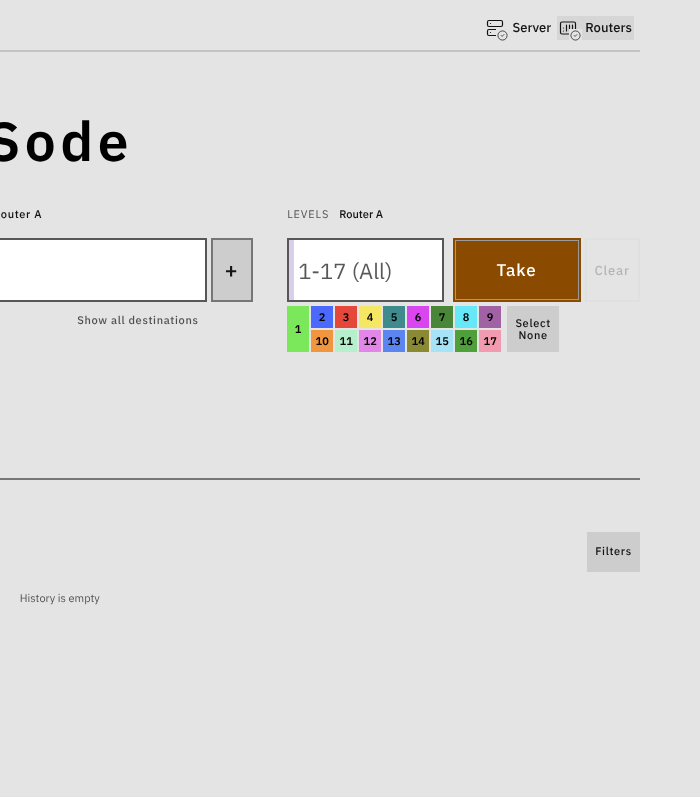 Server Routers
Sode
outer A
LEVELS Router A
1-17 (All)
+
Take
Clear
Show all destinations
1 2 3 4 5 6 7 8 9
10 11 12 13 14 15 16 17
Select
None
Filters
History is empty